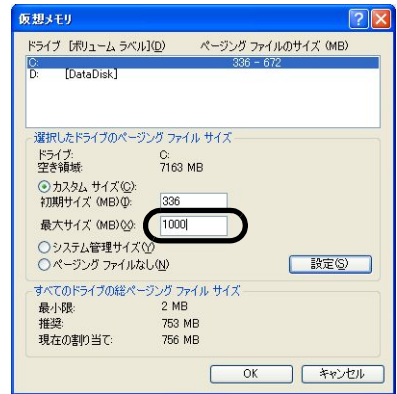 仮想メモリ
ドライブ [ボリューム ラベル](D) ページング ファイルのサイズ (MB)
C: 336 - 672
D: [DataDisk]
選択したドライブのページング ファイル サイズ
ドライブ: C:
空き領域: 7163 MB
カスタム サイズ(C):
初期サイズ (MB)(I): 336
最大サイズ (MB)(X): 1000
システム管理サイズ(Y)
ページング ファイルなし(N) 設定(S)
すべてのドライブの総ページング ファイル サイズ
最小限: 2 MB
推奨: 753 MB
現在の割り当て: 756 MB
OK キャンセル